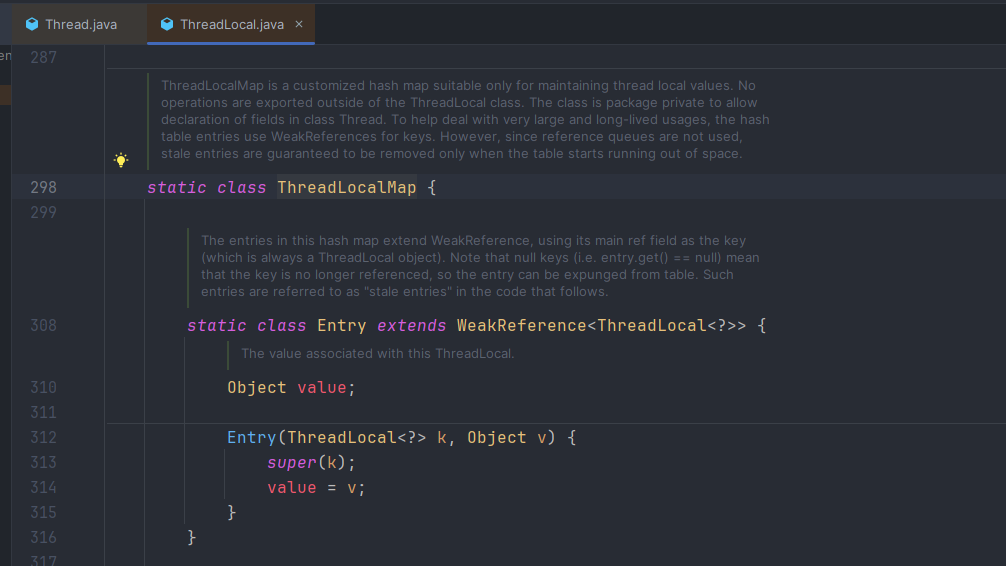 Thread.java
ThreadLocal.java ×
en
287
ThreadLocalMap is a customized hash map suitable only for maintaining thread local values. No
operations are exported outside of the ThreadLocal class. The class is package private to allow
declaration of fields in class Thread. To help deal with very large and long-lived usages, the hash
table entries use WeakReferences for keys. However, since reference queues are not used,
stale entries are guaranteed to be removed only when the table starts running out of space.
298 static class ThreadLocalMap {
299
The entries in this hash map extend WeakReference, using its main ref field as the key
(which is always a ThreadLocal object). Note that null keys (i.e. entry.get() == null) mean
that the key is no longer referenced, so the entry can be expunged from table. Such
entries are referred to as "stale entries" in the code that follows.
308 static class Entry extends WeakReference<ThreadLocal<?>> {
The value associated with this ThreadLocal.
310 Object value;
311
312 Entry(ThreadLocal<?> k, Object v) {
313 super(k);
314 value = v;
315 }
316 }
317